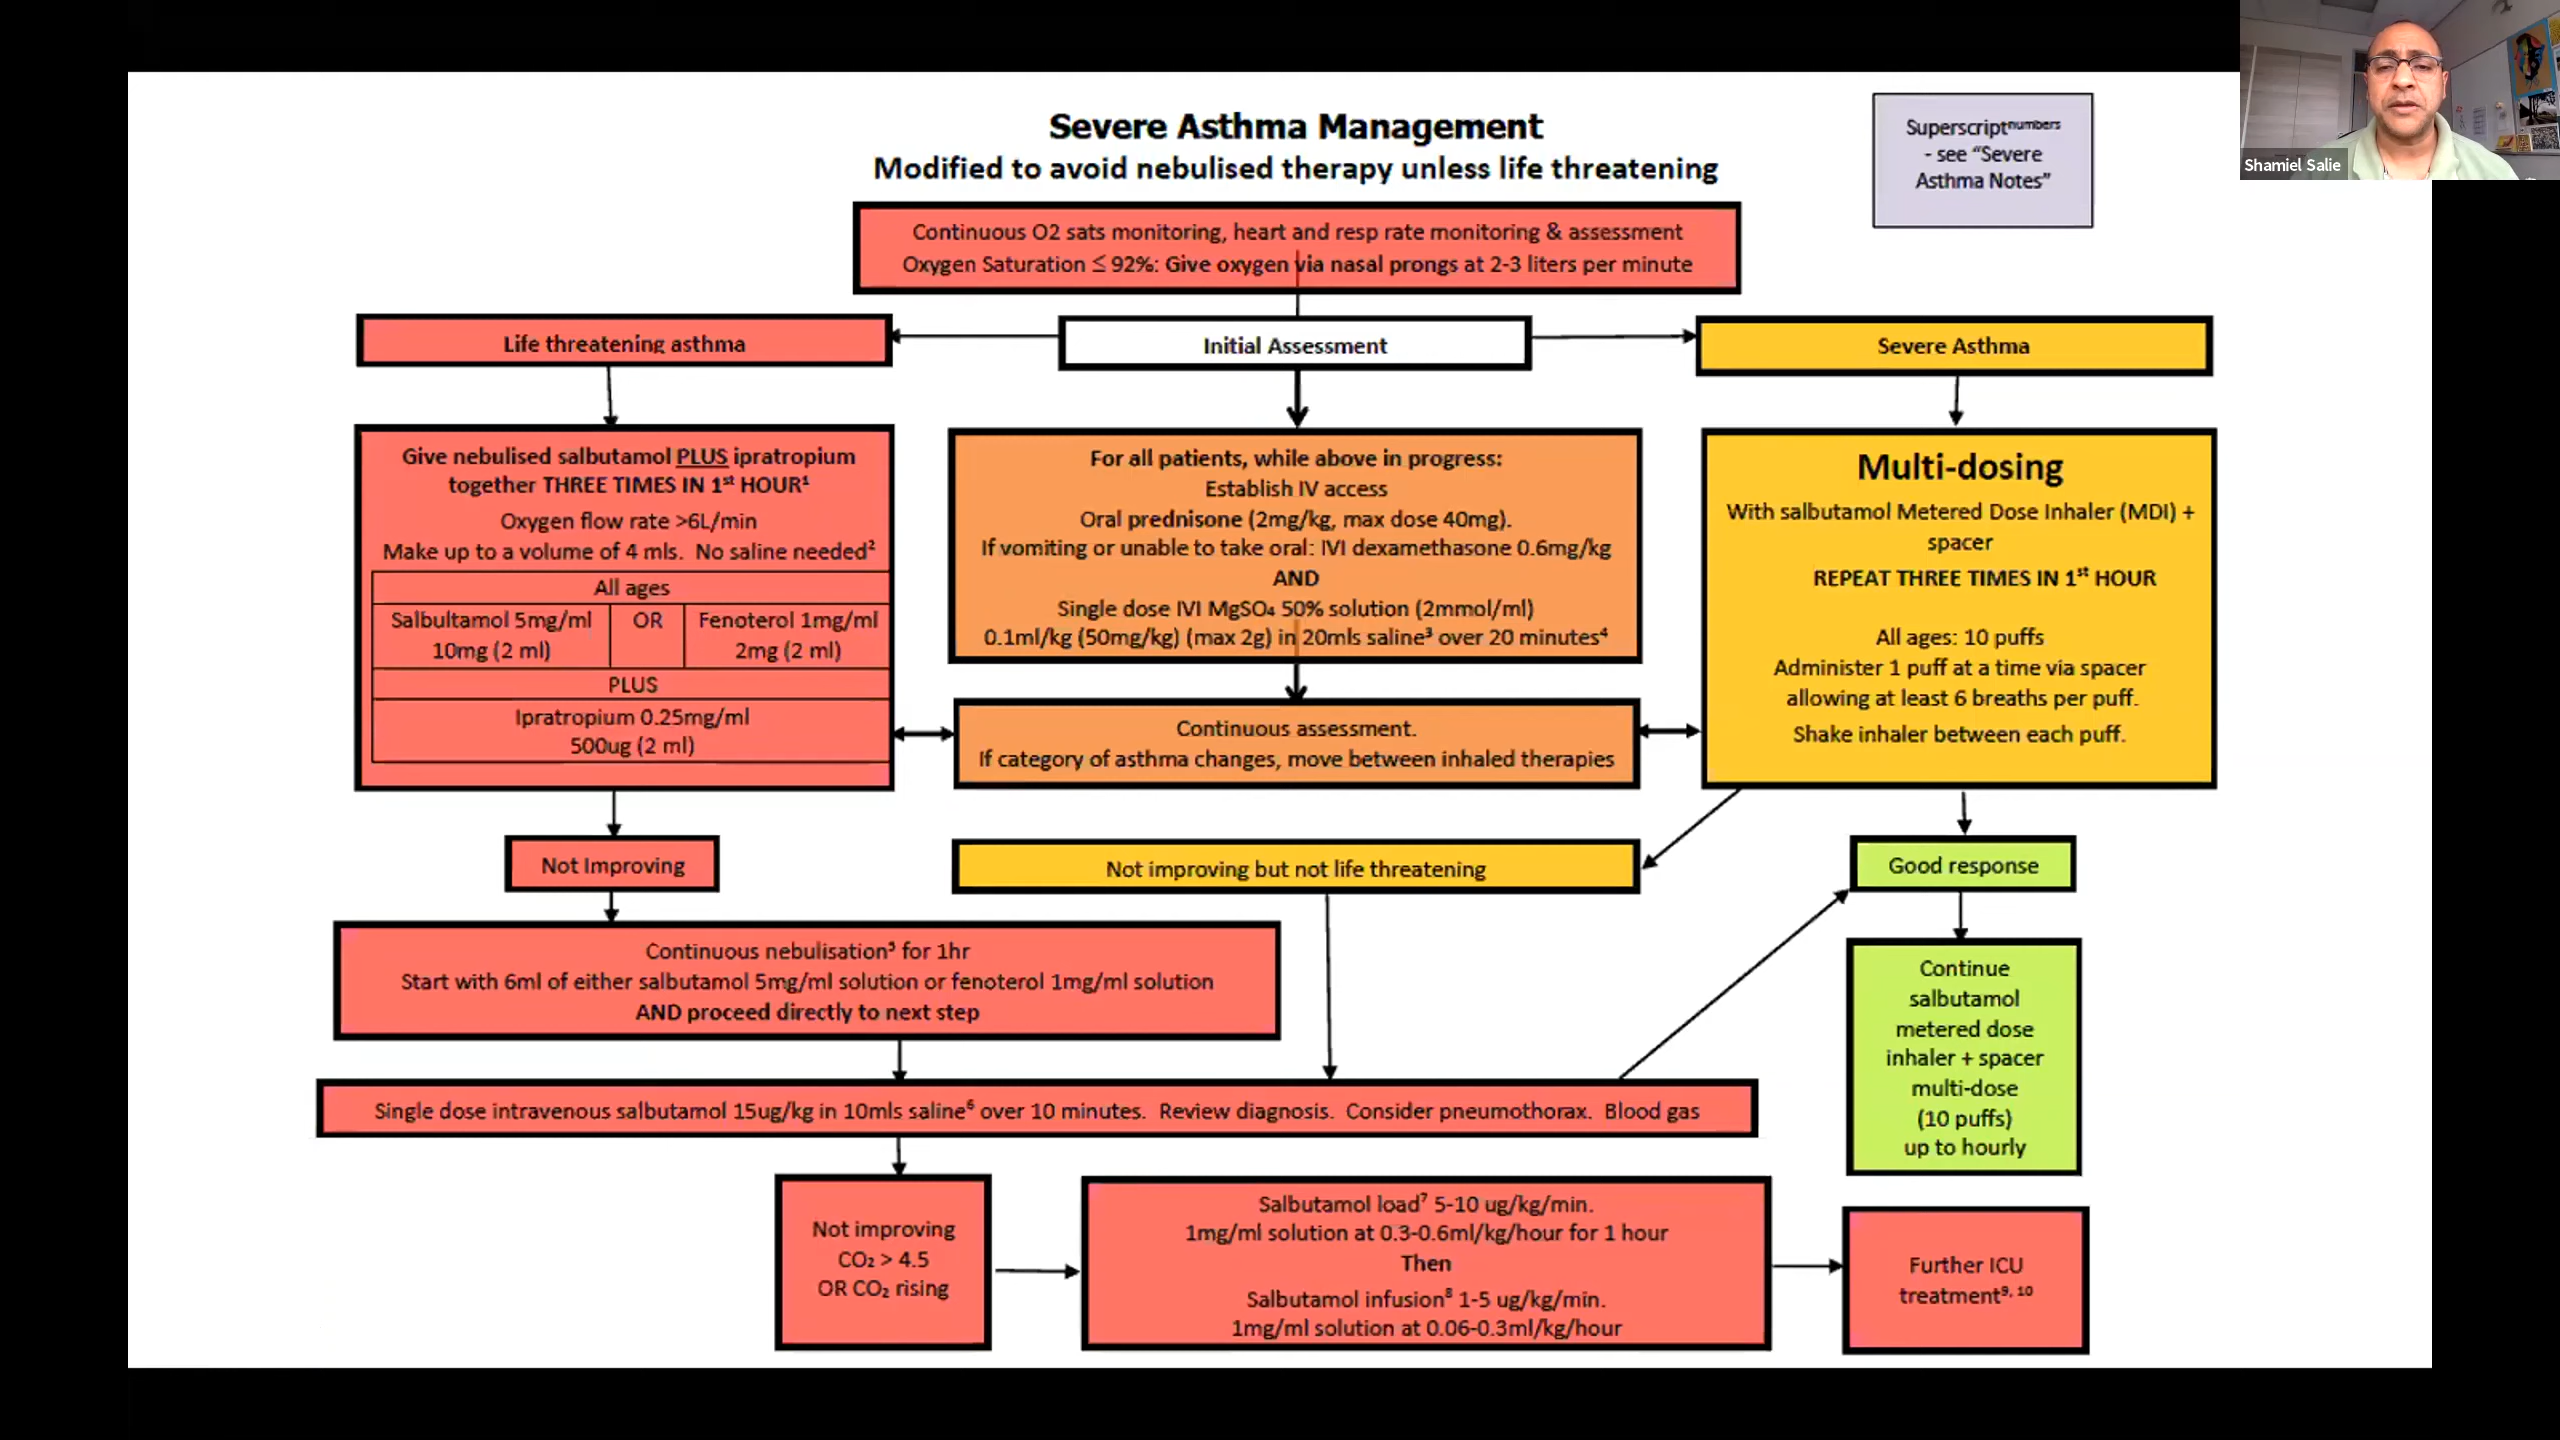 Severe Asthma Management
Modified to avoid nebulised therapy unless life threatening
Superscriptⁿᵘᵐᵇᵉʳˢ
- see “Severe
Asthma Notes”
Shamiel Salie
Continuous O2 sats monitoring, heart and resp rate monitoring & assessment
Oxygen Saturation ≤ 92%: Give oxygen via nasal prongs at 2-3 liters per minute
Life threatening asthma
Initial Assessment
Severe Asthma
Give nebulised salbutamol PLUS ipratropium
together THREE TIMES IN 1ˢᵗ HOUR¹
Oxygen flow rate >6L/min
Make up to a volume of 4 mls. No saline needed²
All ages
Salbultamol 5mg/ml
10mg (2 ml)
OR
Fenoterol 1mg/ml
2mg (2 ml)
PLUS
Ipratropium 0.25mg/ml
500ug (2 ml)
For all patients, while above in progress:
Establish IV access
Oral prednisone (2mg/kg, max dose 40mg).
If vomiting or unable to take oral: IVI dexamethasone 0.6mg/kg
AND
Single dose IVI MgSO₄ 50% solution (2mmol/ml)
0.1ml/kg (50mg/kg) (max 2g) in 20mls saline³ over 20 minutes⁴
Multi-dosing
With salbutamol Metered Dose Inhaler (MDI) +
spacer
REPEAT THREE TIMES IN 1ˢᵗ HOUR
All ages: 10 puffs
Administer 1 puff at a time via spacer
allowing at least 6 breaths per puff.
Shake inhaler between each puff.
Continuous assessment.
If category of asthma changes, move between inhaled therapies
Not Improving
Not improving but not life threatening
Good response
Continuous nebulisation⁵ for 1hr
Start with 6ml of either salbutamol 5mg/ml solution or fenoterol 1mg/ml solution
AND proceed directly to next step
Continue
salbutamol
metered dose
inhaler + spacer
multi-dose
(10 puffs)
up to hourly
Single dose intravenous salbutamol 15ug/kg in 10mls saline⁶ over 10 minutes. Review diagnosis. Consider pneumothorax. Blood gas
Not improving
CO₂ > 4.5
OR CO₂ rising
Salbutamol load⁷ 5-10 ug/kg/min.
1mg/ml solution at 0.3-0.6ml/kg/hour for 1 hour
Then
Salbutamol infusion⁸ 1-5 ug/kg/min.
1mg/ml solution at 0.06-0.3ml/kg/hour
Further ICU
treatment⁹, ¹⁰